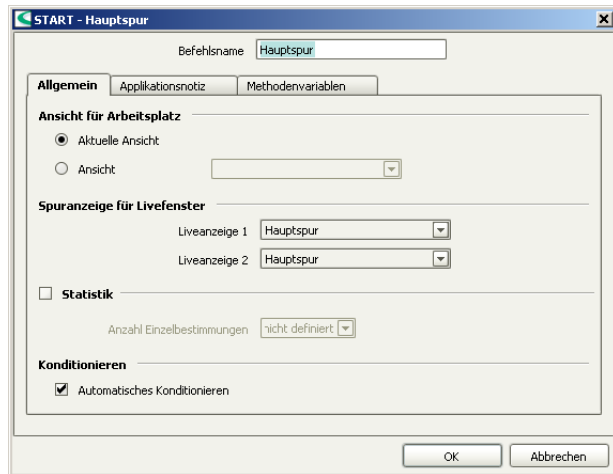 START - Hauptspur
Befehlsname Hauptspur
Allgemein Applikationsnotiz Methodenvariablen
Ansicht für Arbeitsplatz
Aktuelle Ansicht
Ansicht
Spuranzeige für Livefenster
Liveanzeige 1 Hauptspur
Liveanzeige 2 Hauptspur
Statistik
Anzahl Einzelbestimmungen nicht definiert
Konditionieren
Automatisches Konditionieren
OK Abbrechen